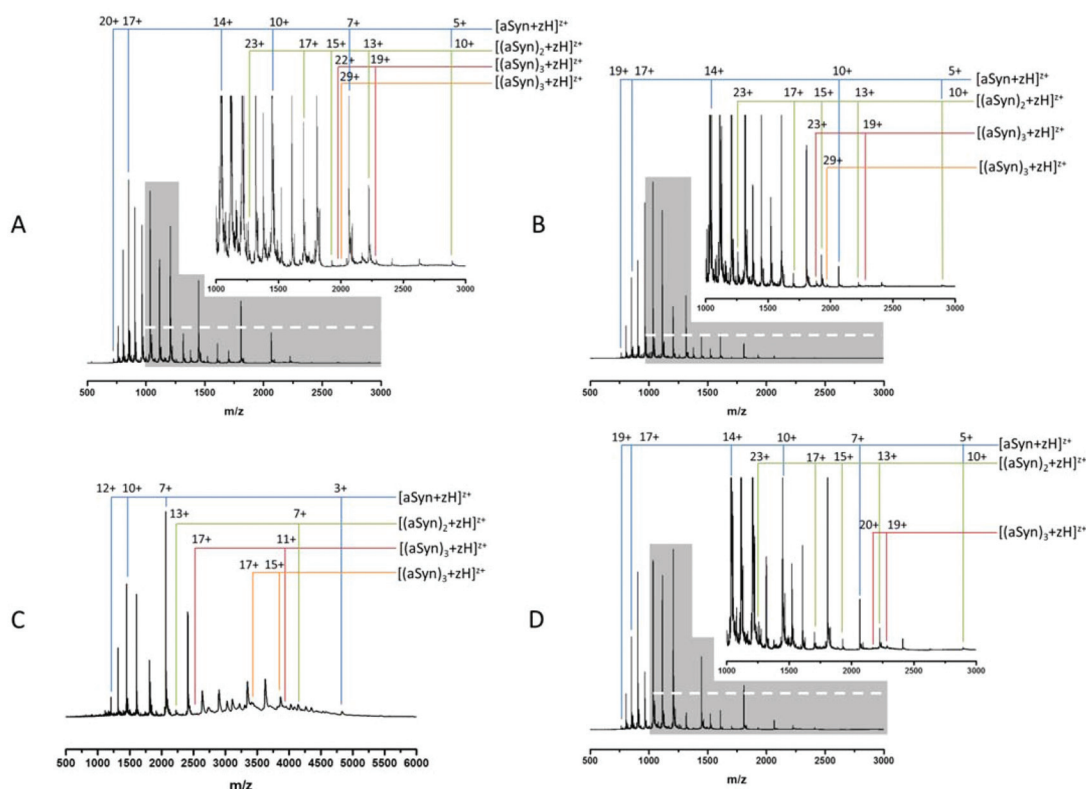 20+ 17+ 14+ 10+ 7+ 5+ [aSyn+zH]z+
23+ 17+ 15+ 13+ 10+ [(aSyn)2+zH]z+
22+ 19+ [(aSyn)3+zH]z+
29+ [(aSyn)3+zH]z+
A
1000 1500 2000 2500 3000
500 1000 1500 2000 2500 3000
m/z
19+ 17+ 14+ 10+ 5+ [aSyn+zH]z+
23+ 17+ 15+ 13+ 10+ [(aSyn)2+zH]z+
23+ 19+ [(aSyn)3+zH]z+
29+ [(aSyn)3+zH]z+
B
1000 1500 2000 2500 3000
500 1000 1500 2000 2500 3000
m/z
12+ 10+ 7+ 3+ [aSyn+zH]z+
13+ 7+ [(aSyn)2+zH]z+
17+ 11+ [(aSyn)3+zH]z+
17+ 15+ [(aSyn)3+zH]z+
C
500 1000 1500 2000 2500 3000 3500 4000 4500 5000 5500 6000
m/z
19+ 17+ 14+ 10+ 7+ 5+ [aSyn+zH]z+
23+ 17+ 15+ 13+ 10+ [(aSyn)2+zH]z+
20+ 19+ [(aSyn)3+zH]z+
D
1000 1500 2000 2500 3000
500 1000 1500 2000 2500 3000
m/z